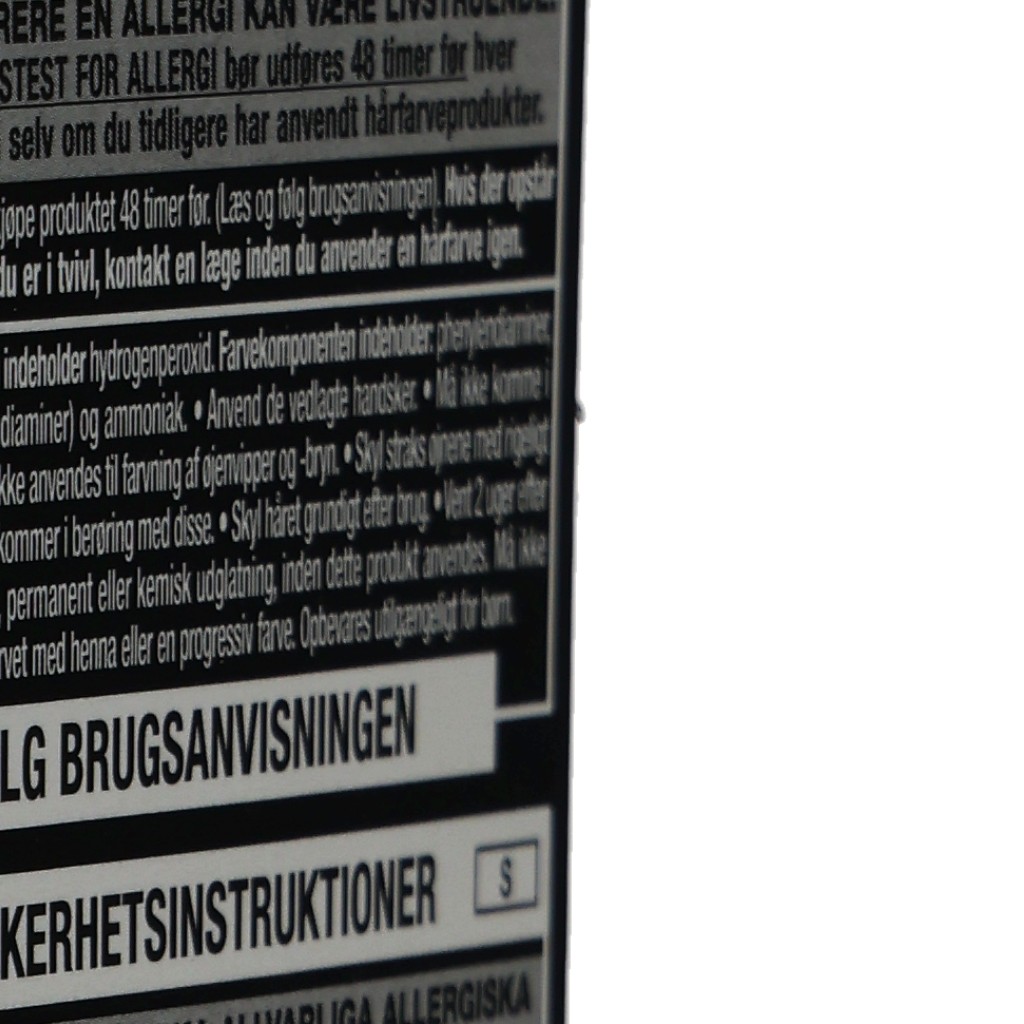 RERE EN ALLERGI KAN VÆRE LIVSTRUENDE.
STEST FOR ALLERGI bør udføres 48 timer før hver
selv om du tidligere har anvendt hårfarveprodukter.
jøpe produktet 48 timer før. (Læs og følg brugsanvisningen). Hvis der opstår
du er i tvivl, kontakt en læge inden du anvender en hårfarve igen.
indeholder hydrogenperoxid. Farvekomponenten indeholder: phenylendiaminer
diaminer) og ammoniak. • Anvend de vedlagte handsker. • Må ikke komme i
kke anvendes til farvning af øjenvipper og -bryn. • Skyl straks øjnene med rigeligt
kommer i berøring med disse. • Skyl håret grundigt efter brug. • Vent 2 uger efter
, permanent eller kemisk udglatning, inden dette produkt anvendes. Må ikke
rvet med henna eller en progressiv farve. Opbevares utilgængeligt for børn.
LG BRUGSANVISNINGEN
KERHETSINSTRUKTIONER S
ALLVARLIGA ALLERGISKA